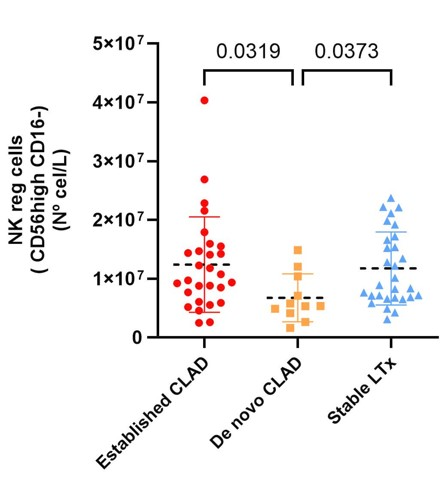 0.0319 0.0373
5×10⁷
4×10⁷
3×10⁷
2×10⁷
1×10⁷
0
NK reg cells
( CD56high CD16-)
(Nº cel/L)
Established CLAD
De novo CLAD
Stable LTx